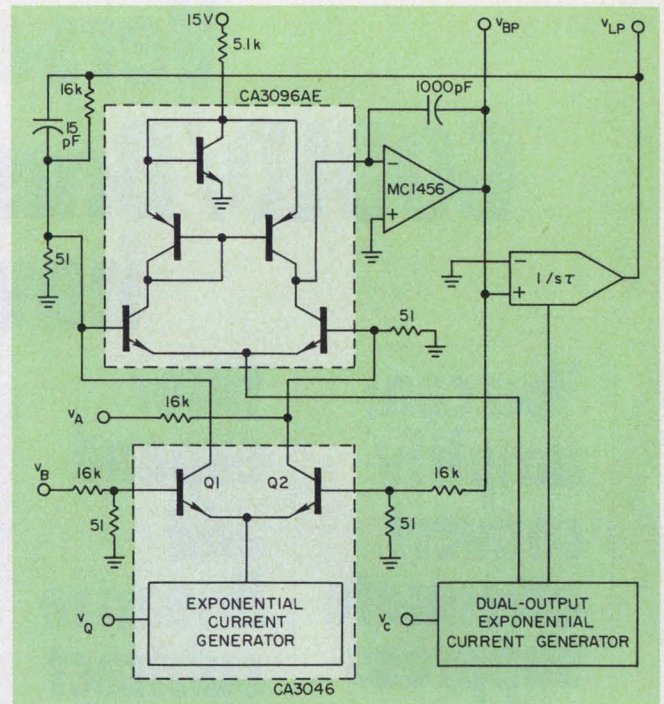 15V
5.1k
v_BP
v_LP
16k
CA3096AE
1000pF
15
pF
−
MC1456
+
51
−
1/sτ
+
51
v_A
16k
v_B
16k
Q1
Q2
16k
51
51
v_Q
EXPONENTIAL
CURRENT
GENERATOR
v_C
DUAL-OUTPUT
EXPONENTIAL
CURRENT GENERATOR
CA3046